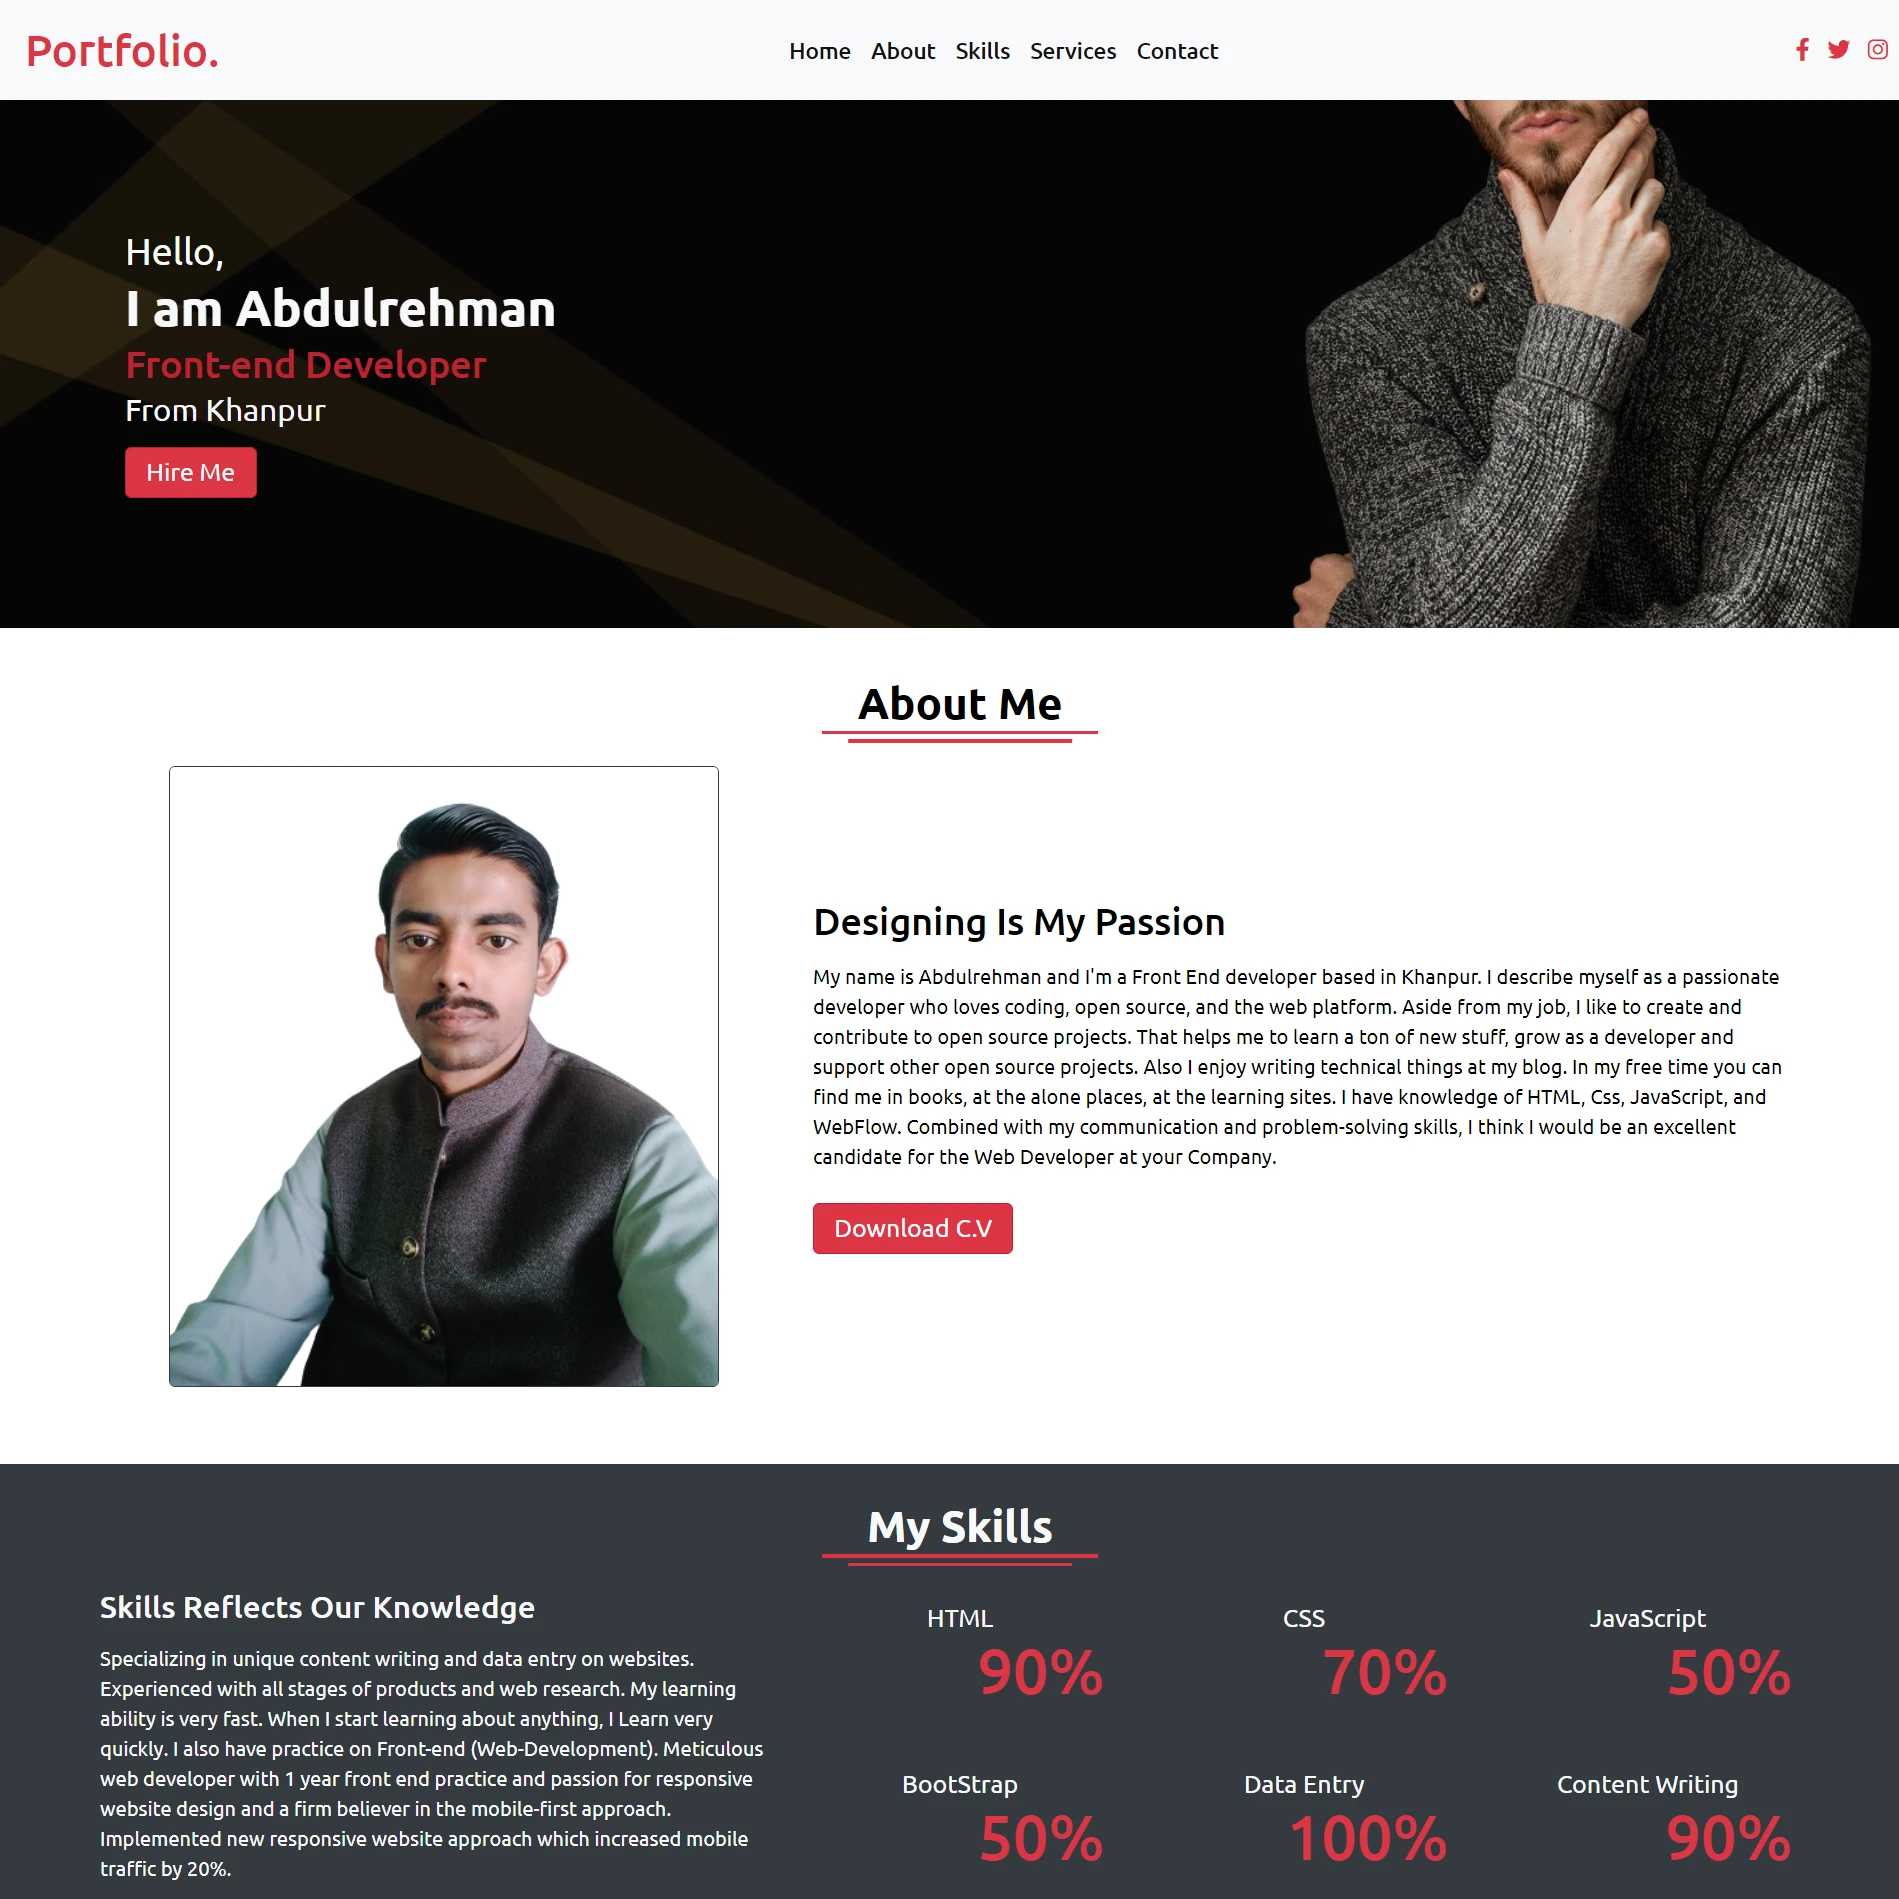 Portfolio.
Home About Skills Services Contact
Hello,
I am Abdulrehman
Front-end Developer
From Khanpur
Hire Me
About Me
Designing Is My Passion
My name is Abdulrehman and I'm a Front End developer based in Khanpur. I describe myself as a passionate
developer who loves coding, open source, and the web platform. Aside from my job, I like to create and
contribute to open source projects. That helps me to learn a ton of new stuff, grow as a developer and
support other open source projects. Also I enjoy writing technical things at my blog. In my free time you can
find me in books, at the alone places, at the learning sites. I have knowledge of HTML, Css, JavaScript, and
WebFlow. Combined with my communication and problem-solving skills, I think I would be an excellent
candidate for the Web Developer at your Company.
Download C.V
My Skills
Skills Reflects Our Knowledge
Specializing in unique content writing and data entry on websites.
Experienced with all stages of products and web research. My learning
ability is very fast. When I start learning about anything, I Learn very
quickly. I also have practice on Front-end (Web-Development). Meticulous
web developer with 1 year front end practice and passion for responsive
website design and a firm believer in the mobile-first approach.
Implemented new responsive website approach which increased mobile
traffic by 20%.
HTML CSS JavaScript
90% 70% 50%
BootStrap Data Entry Content Writing
50% 100% 90%